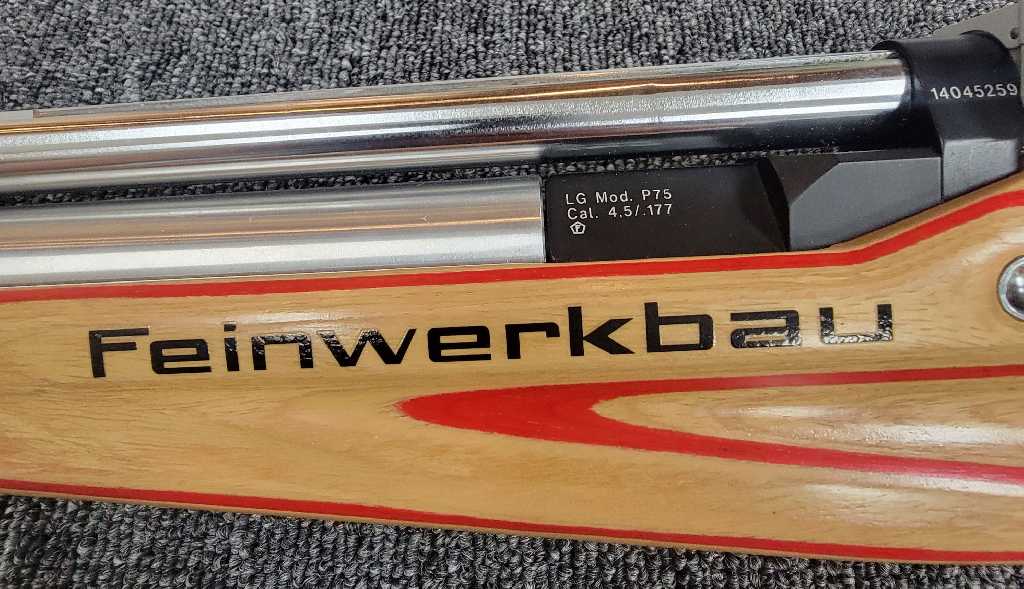 14045259
LG Mod. P75
Cal. 4,5/.177
F
Feinwerkbau